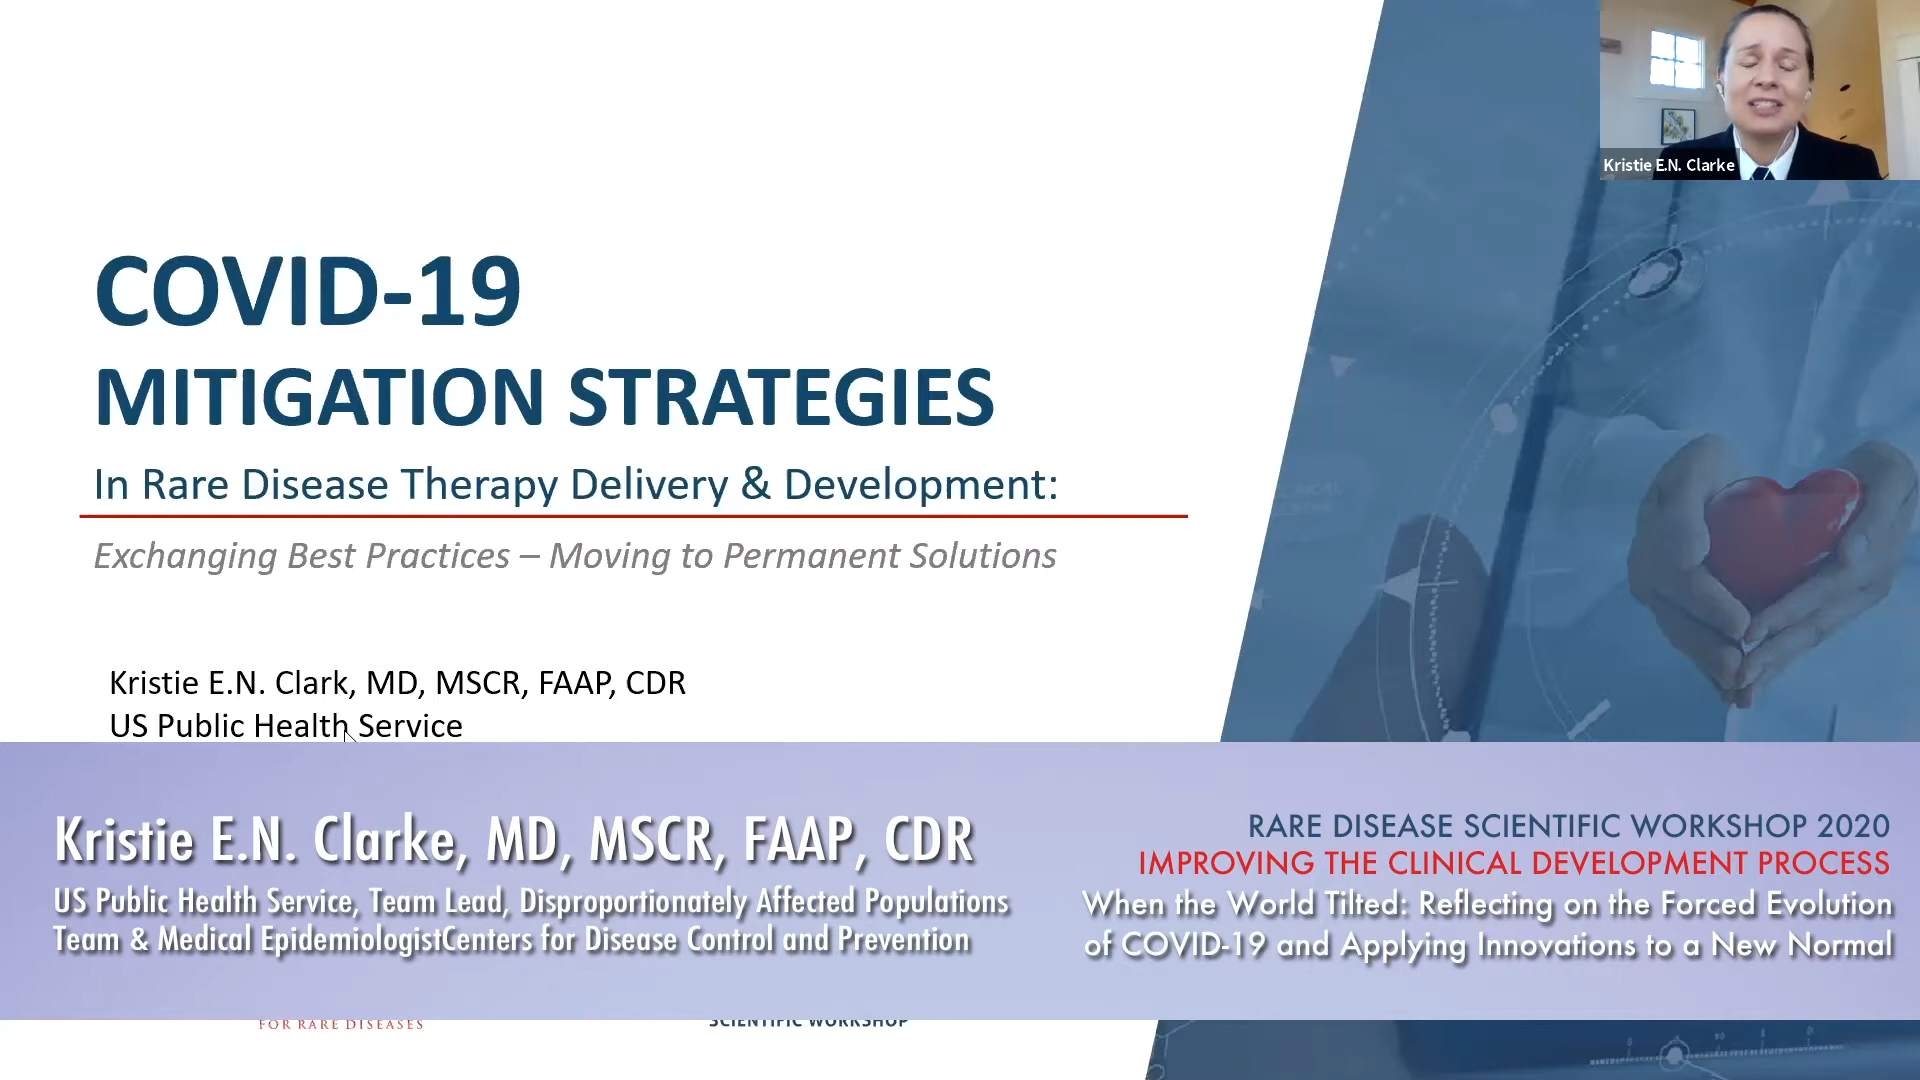 Kristie E.N. Clarke
COVID-19
MITIGATION STRATEGIES
In Rare Disease Therapy Delivery & Development:
Exchanging Best Practices – Moving to Permanent Solutions
Kristie E.N. Clark, MD, MSCR, FAAP, CDR
US Public Health Service
Kristie E.N. Clarke, MD, MSCR, FAAP, CDR
US Public Health Service, Team Lead, Disproportionately Affected Populations
Team & Medical EpidemiologistCenters for Disease Control and Prevention
RARE DISEASE SCIENTIFIC WORKSHOP 2020
IMPROVING THE CLINICAL DEVELOPMENT PROCESS
When the World Tilted: Reflecting on the Forced Evolution
of COVID-19 and Applying Innovations to a New Normal
FOR RARE DISEASES
SCIENTIFIC WORKSHOP